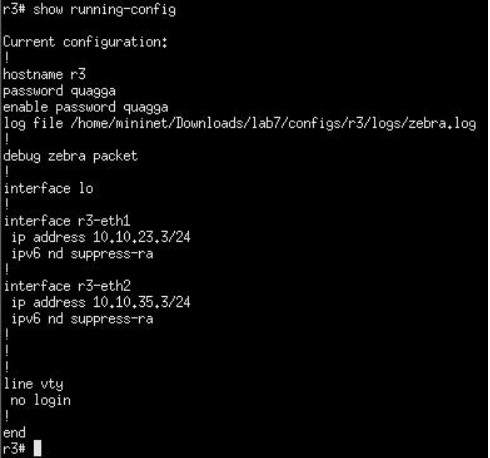 r3# show running-config
Current configuration:
!
hostname r3
password quagga
enable password quagga
log file /home/mininet/Downloads/lab7/configs/r3/logs/zebra.log
!
debug zebra packet
!
interface lo
!
interface r3-eth1
 ip address 10.10.23.3/24
 ipv6 nd suppress-ra
!
interface r3-eth2
 ip address 10.10.35.3/24
 ipv6 nd suppress-ra
!
!
!
line vty
 no login
!
end
r3#